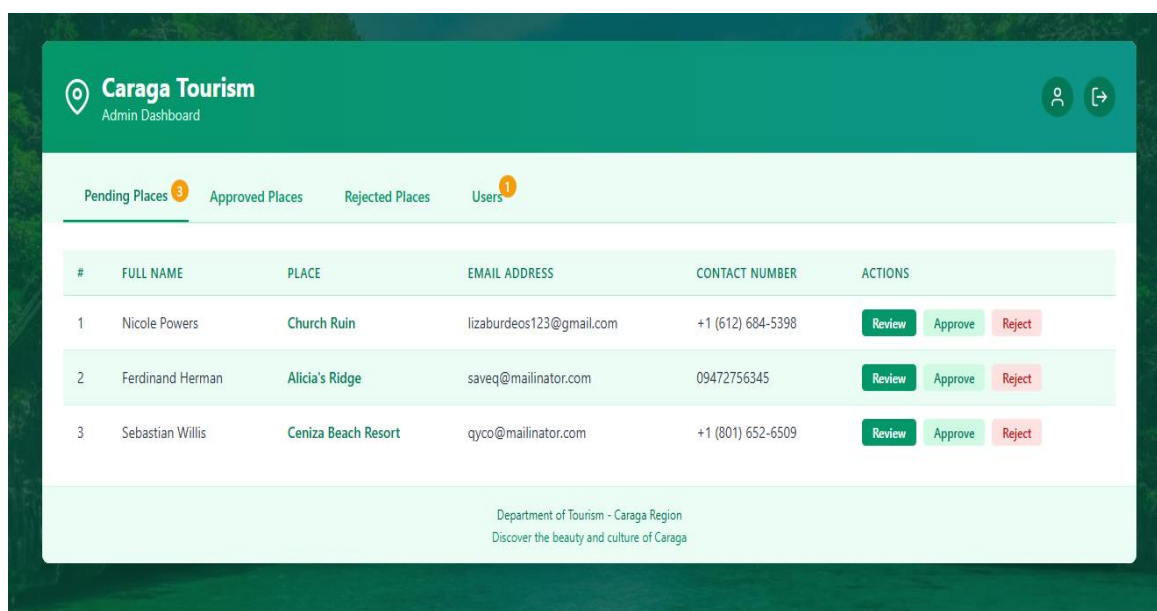 Caraga Tourism
Admin Dashboard
Pending Places 3 Approved Places Rejected Places Users 1
# FULL NAME PLACE EMAIL ADDRESS CONTACT NUMBER ACTIONS
1 Nicole Powers Church Ruin lizaburdeos123@gmail.com +1 (612) 684-5398 Review Approve Reject
2 Ferdinand Herman Alicia's Ridge saveq@mailinator.com 09472756345 Review Approve Reject
3 Sebastian Willis Ceniza Beach Resort qyco@mailinator.com +1 (801) 652-6509 Review Approve Reject
Department of Tourism - Caraga Region
Discover the beauty and culture of Caraga